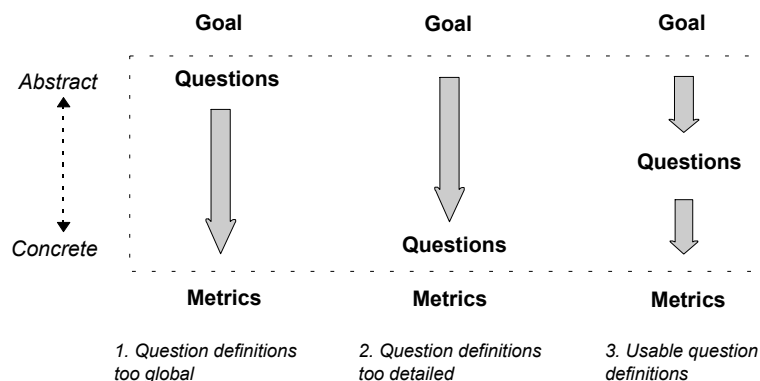 Goal Goal Goal
Abstract Questions
Questions
Concrete Questions
Metrics Metrics Metrics
1. Question definitions 2. Question definitions 3. Usable question
too global too detailed definitions